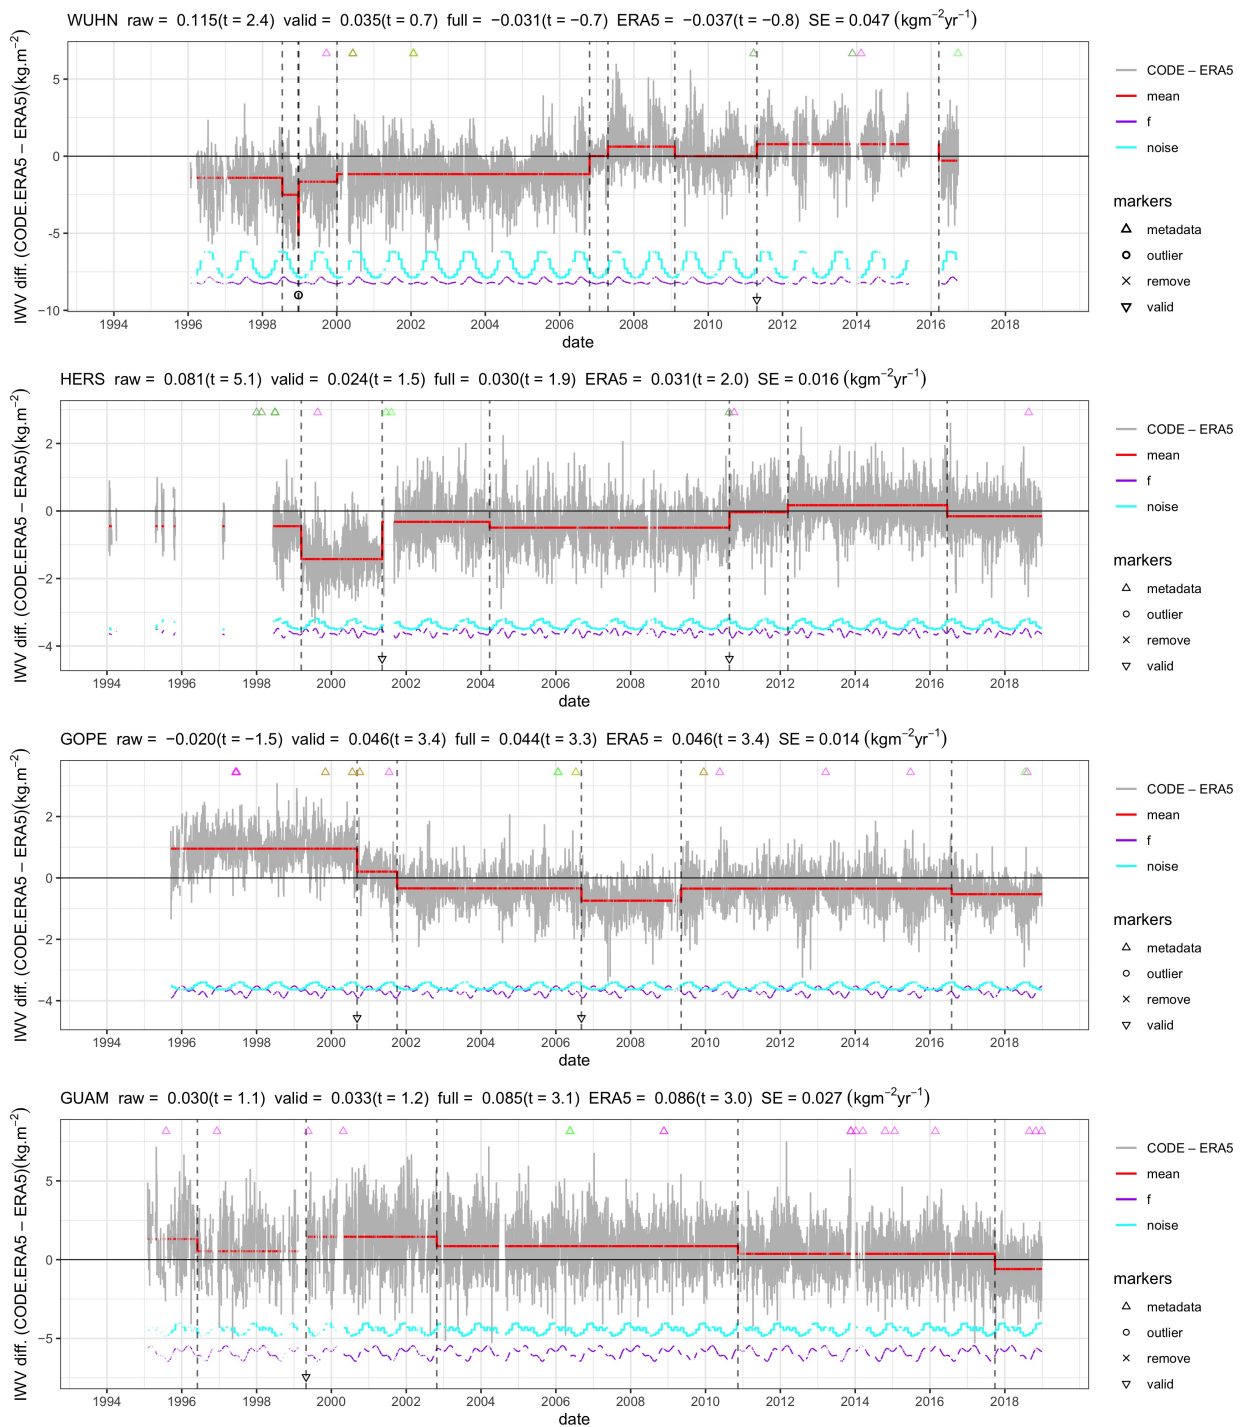 WUHN raw = 0.115(t = 2.4) valid = 0.035(t = 0.7) full = −0.031(t = −0.7) ERA5 = −0.037(t = −0.8) SE = 0.047 (kgm−2yr−1)
IWV diff. (CODE.ERA5 − ERA5)(kg.m−2)
5
0
−5
−10
1994 1996 1998 2000 2002 2004 2006 2008 2010 2012 2014 2016 2018
date
CODE – ERA5
mean
f
noise
markers
metadata
outlier
remove
valid
HERS raw = 0.081(t = 5.1) valid = 0.024(t = 1.5) full = 0.030(t = 1.9) ERA5 = 0.031(t = 2.0) SE = 0.016 (kgm−2yr−1)
IWV diff. (CODE.ERA5 − ERA5)(kg.m−2)
2
0
−2
−4
1994 1996 1998 2000 2002 2004 2006 2008 2010 2012 2014 2016 2018
date
CODE – ERA5
mean
f
noise
markers
metadata
outlier
remove
valid
GOPE raw = −0.020(t = −1.5) valid = 0.046(t = 3.4) full = 0.044(t = 3.3) ERA5 = 0.046(t = 3.4) SE = 0.014 (kgm−2yr−1)
IWV diff. (CODE.ERA5 − ERA5)(kg.m−2)
2
0
−2
−4
1994 1996 1998 2000 2002 2004 2006 2008 2010 2012 2014 2016 2018
date
CODE – ERA5
mean
f
noise
markers
metadata
outlier
remove
valid
GUAM raw = 0.030(t = 1.1) valid = 0.033(t = 1.2) full = 0.085(t = 3.1) ERA5 = 0.086(t = 3.0) SE = 0.027 (kgm−2yr−1)
IWV diff. (CODE.ERA5 − ERA5)(kg.m−2)
5
0
−5
1994 1996 1998 2000 2002 2004 2006 2008 2010 2012 2014 2016 2018
date
CODE – ERA5
mean
f
noise
markers
metadata
outlier
remove
valid